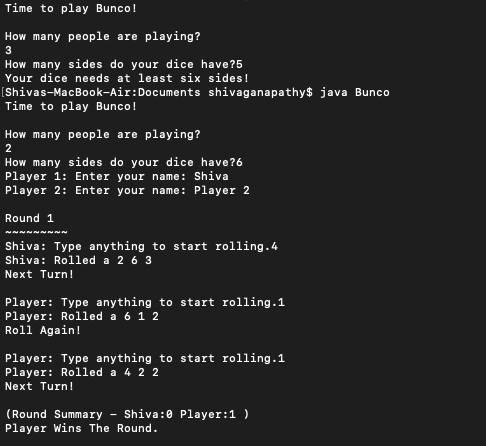 Time to play Bunco!
How many people are playing?
3
How many sides do your dice have?5
Your dice needs at least six sides!
[Shivas-MacBook-Air:Documents shivaganapathy$ java Bunco
Time to play Bunco!
How many people are playing?
2
How many sides do your dice have?6
Player 1: Enter your name: Shiva
Player 2: Enter your name: Player 2
Round 1
~~~~~~~~~
Shiva: Type anything to start rolling.4
Shiva: Rolled a 2 6 3
Next Turn!
Player: Type anything to start rolling.1
Player: Rolled a 6 1 2
Roll Again!
Player: Type anything to start rolling.1
Player: Rolled a 4 2 2
Next Turn!
(Round Summary - Shiva:0 Player:1 )
Player Wins The Round.